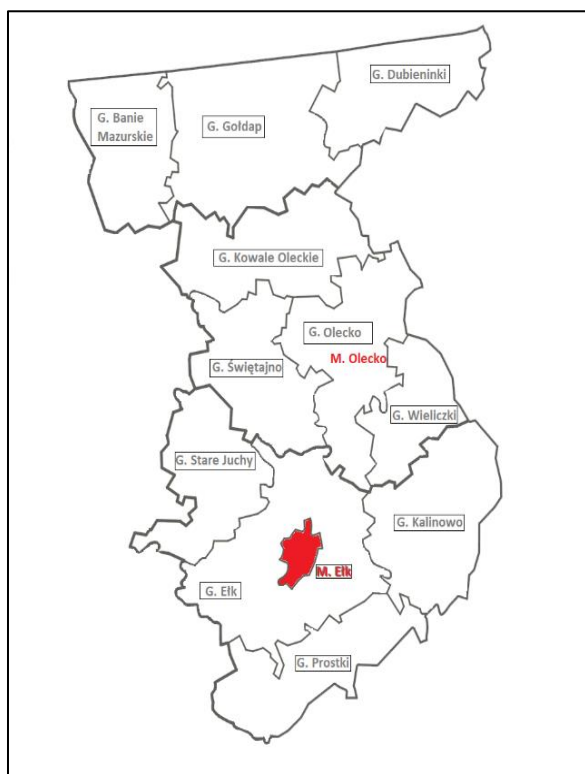 G. Dubieninki
G. Banie
Mazurskie
G. Gołdap
G. Kowale Oleckie
G. Olecko
M. Olecko
G. Świętajno
G. Wieliczki
G. Stare Juchy
G. Kalinowo
M. Ełk
G. Ełk
G. Prostki